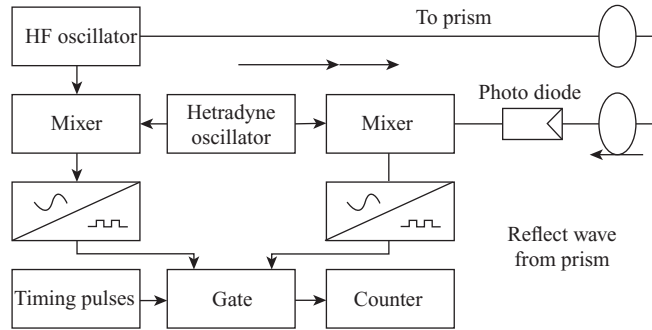 HF oscillator
To prism
Photo diode
Mixer
Hetradyne
oscillator
Mixer
Reflect wave
from prism
Timing pulses
Gate
Counter